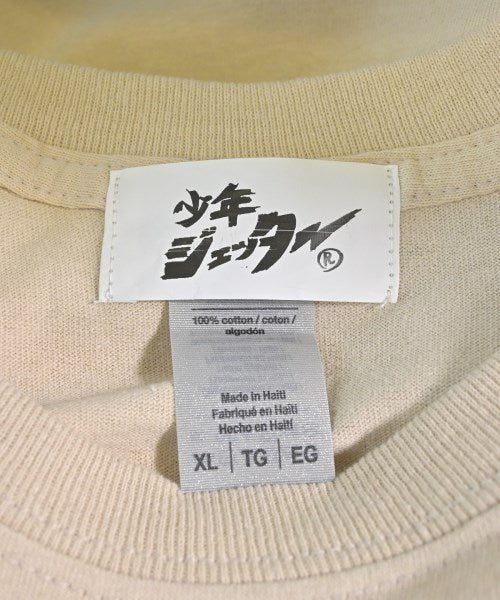 少年
ジェッタン
®
100% cotton / coton /
algodón
Made in Haiti
Fabriqué en Haïti
Hecho en Haití
XL | TG | EG